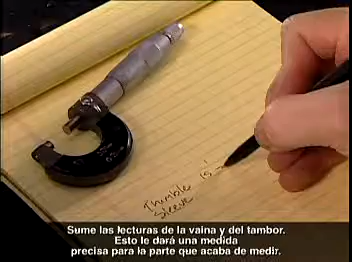 Thimble
Sleeve
Sume las lecturas de la vaina y del tambor.
Esto le dará una medida
precisa para la parte que acaba de medir.